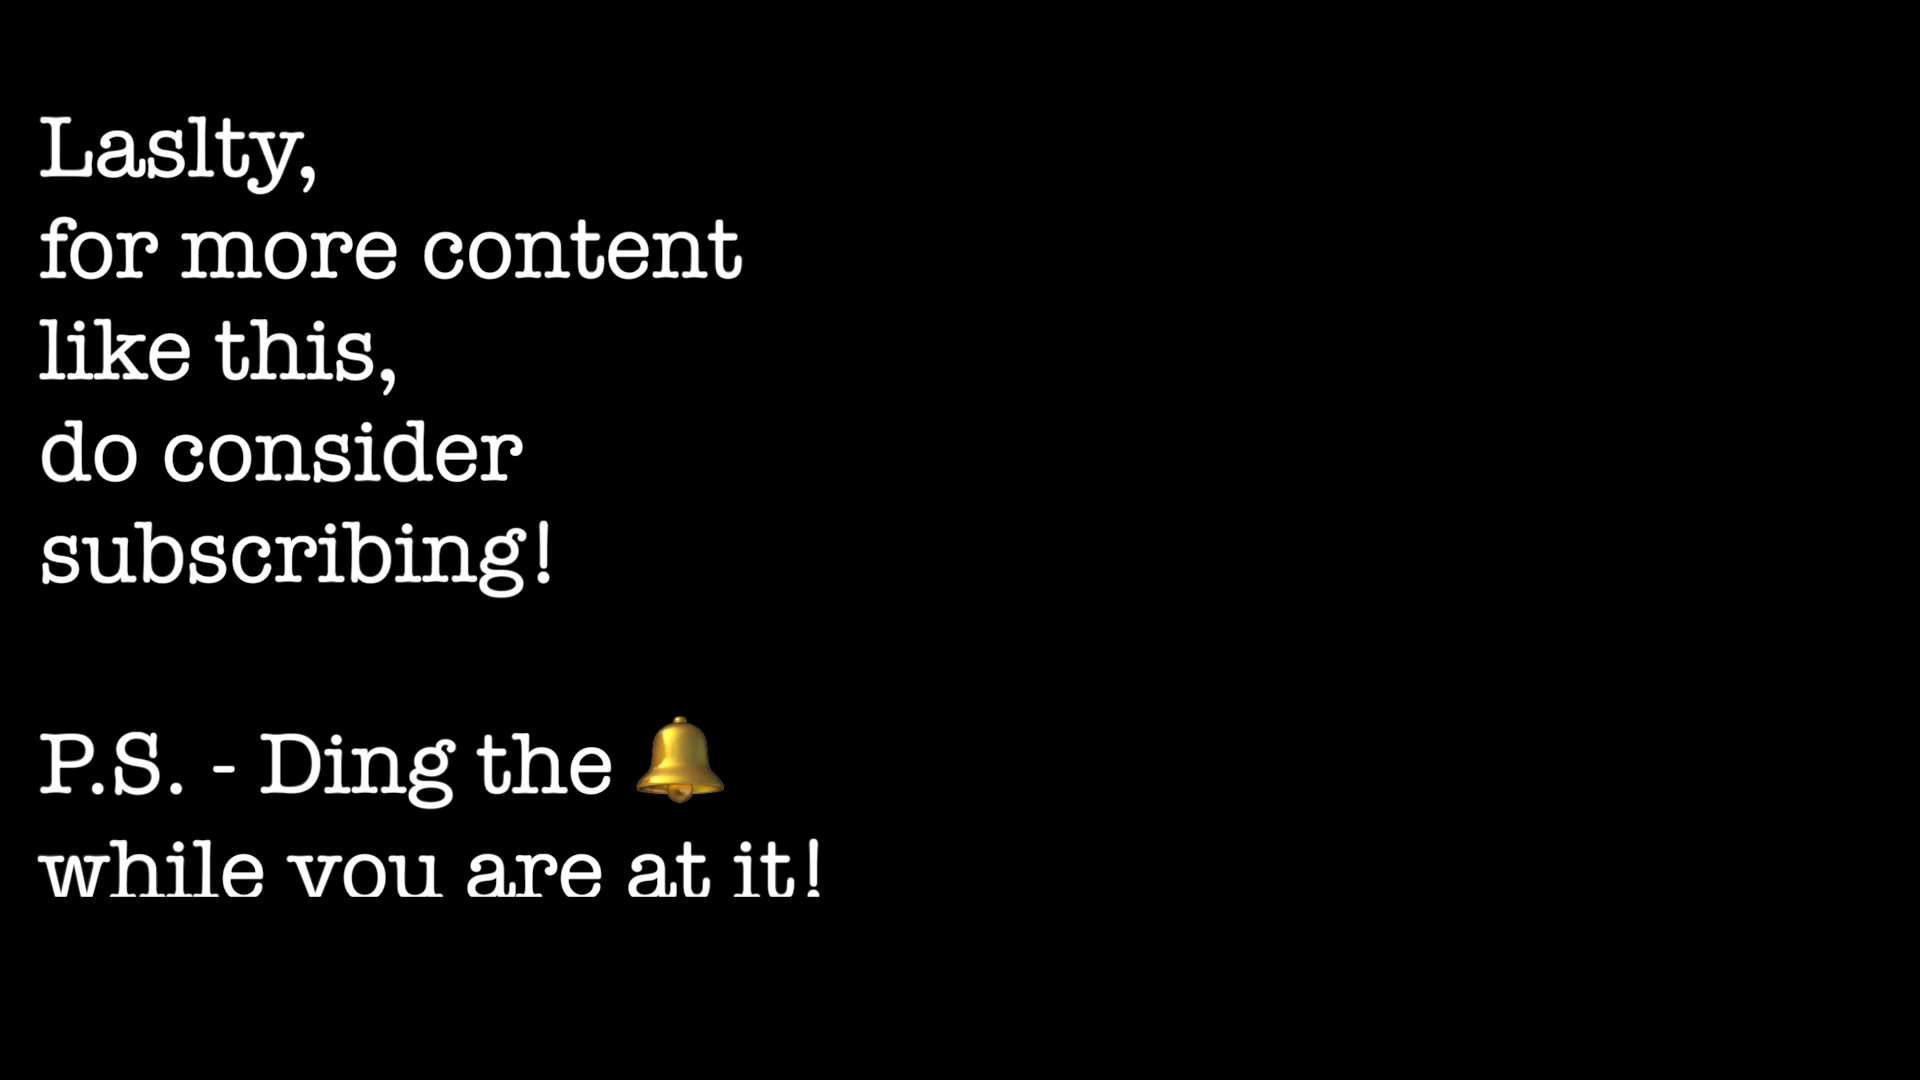 Laslty,
for more content
like this,
do consider
subscribing!
P.S. - Ding the 🔔
while you are at it!